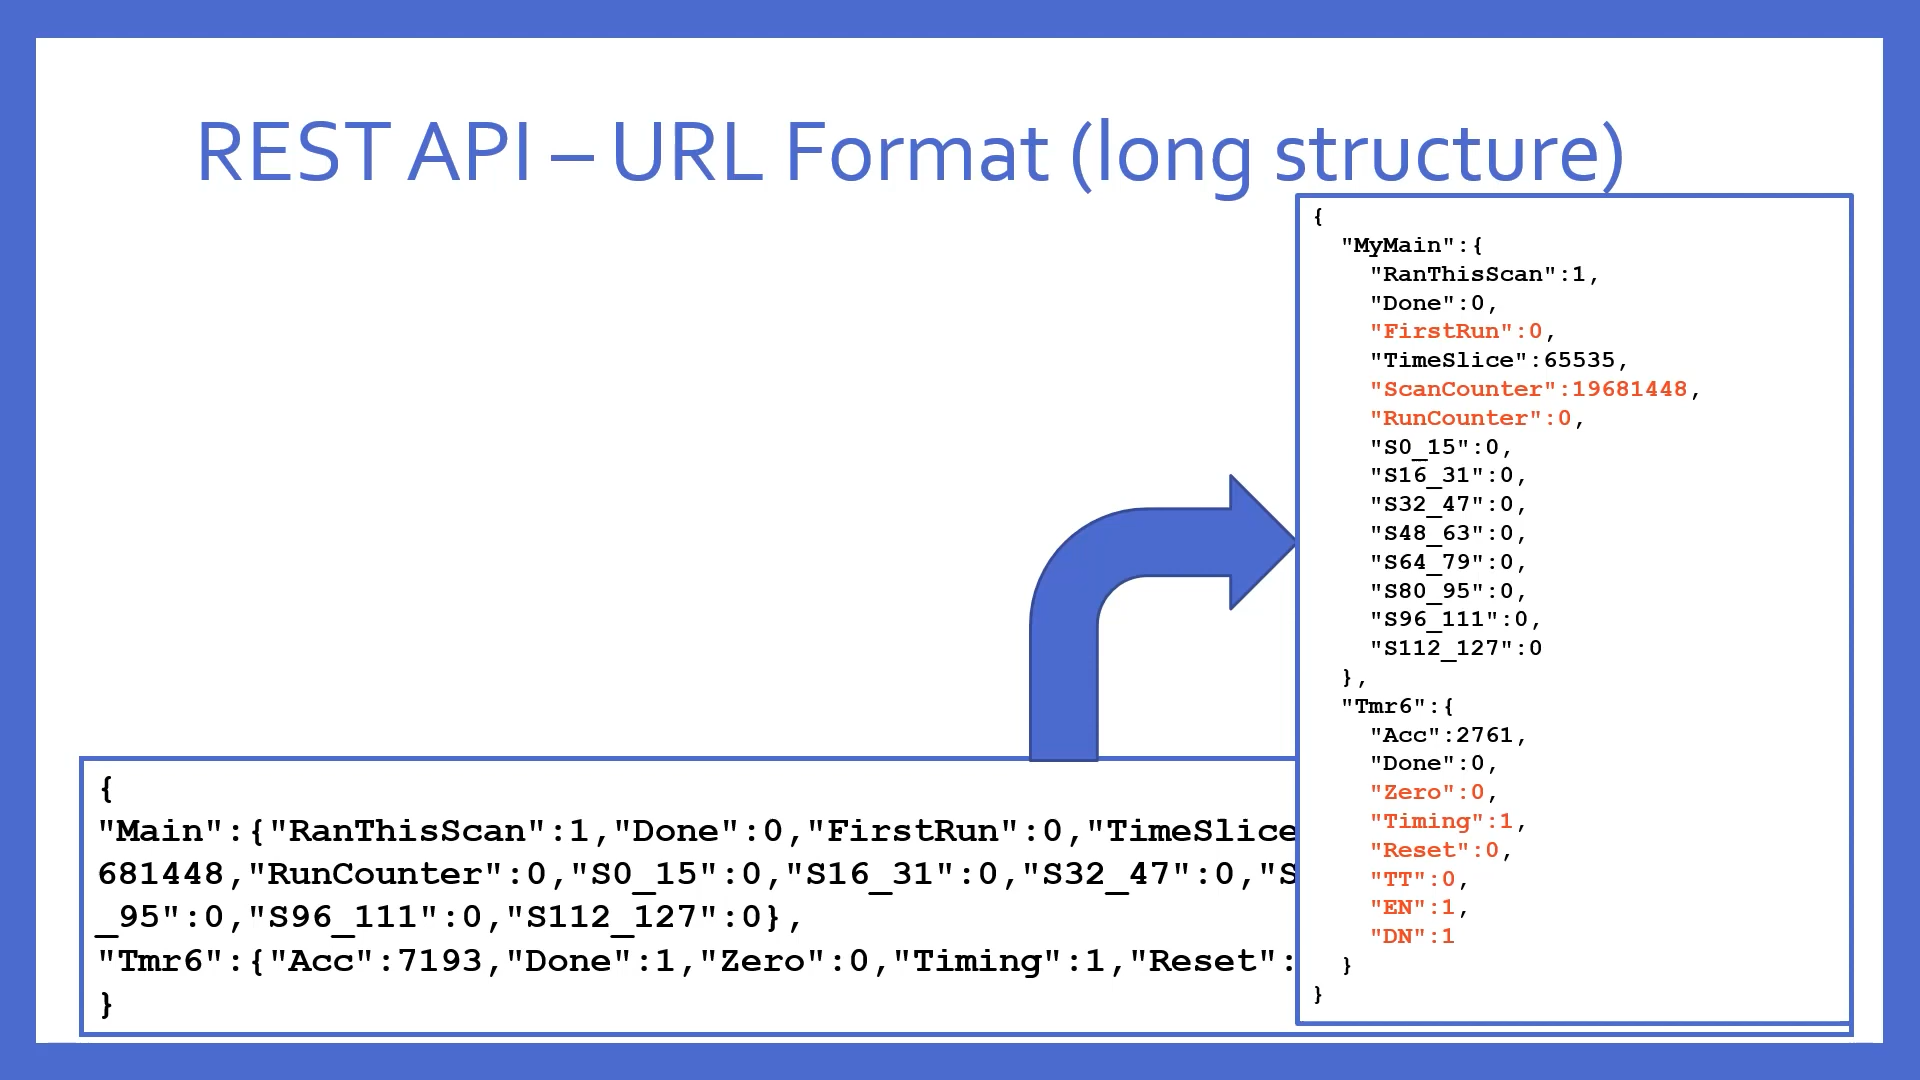 REST API – URL Format (long structure)
{
"MyMain":{
"RanThisScan":1,
"Done":0,
"FirstRun":0,
"TimeSlice":65535,
"ScanCounter":19681448,
"RunCounter":0,
"S0_15":0,
"S16_31":0,
"S32_47":0,
"S48_63":0,
"S64_79":0,
"S80_95":0,
"S96_111":0,
"S112_127":0
},
"Tmr6":{
"Acc":2761,
"Done":0,
"Zero":0,
"Timing":1,
"Reset":0,
"TT":0,
"EN":1,
"DN":1
}
}
{
"Main":{"RanThisScan":1,"Done":0,"FirstRun":0,"TimeSlice
681448,"RunCounter":0,"S0_15":0,"S16_31":0,"S32_47":0,"S
_95":0,"S96_111":0,"S112_127":0},
"Tmr6":{"Acc":7193,"Done":1,"Zero":0,"Timing":1,"Reset":
}